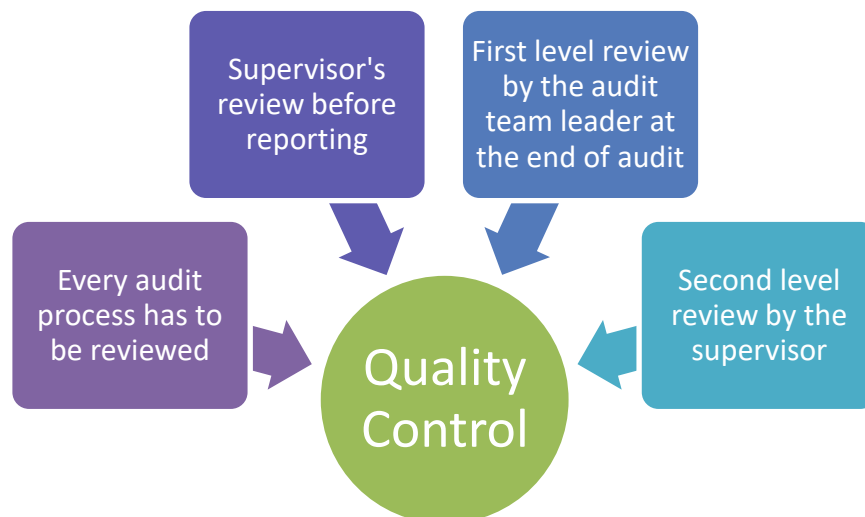 Every audit
process has to
be reviewed
Supervisor's
review before
reporting
First level review
by the audit
team leader at
the end of audit
Second level
review by the
supervisor
Quality
Control